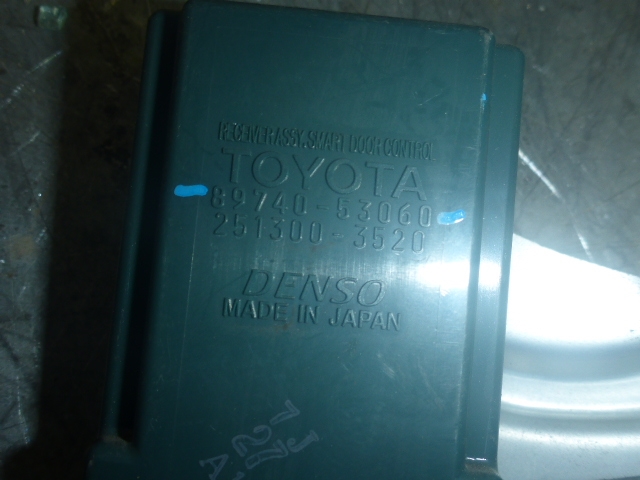 RECEIVER ASSY, SMART DOOR CONTROL
TOYOTA
89740-53060
251300-3520
DENSO
MADE IN JAPAN